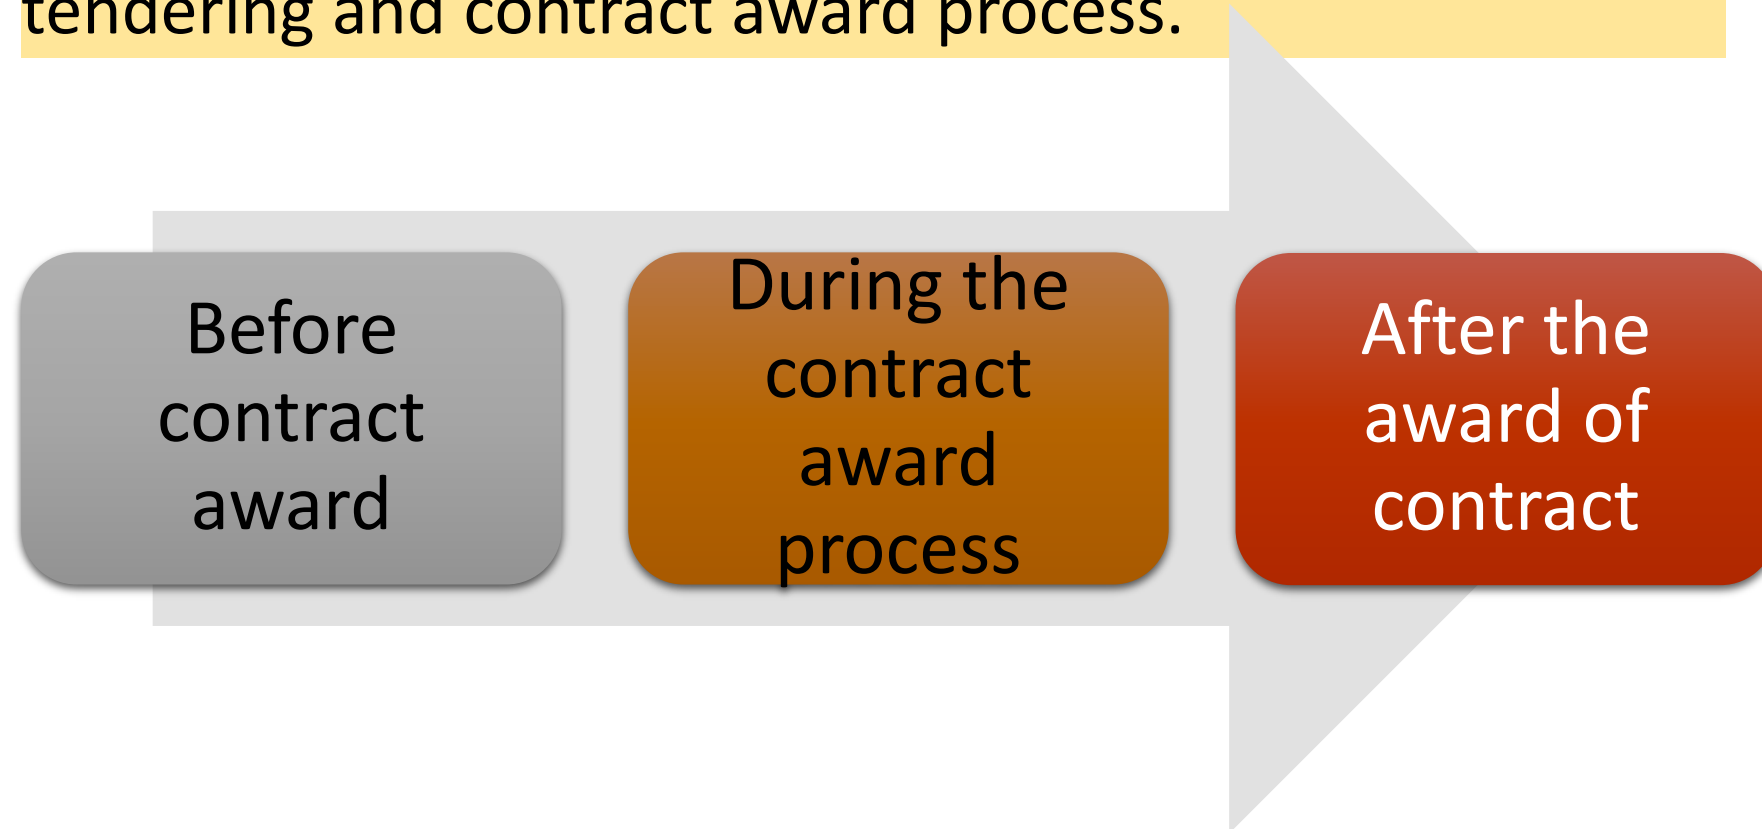 tendering and contract award process.
Before
contract
award
During the
contract
award
process
After the
award of
contract